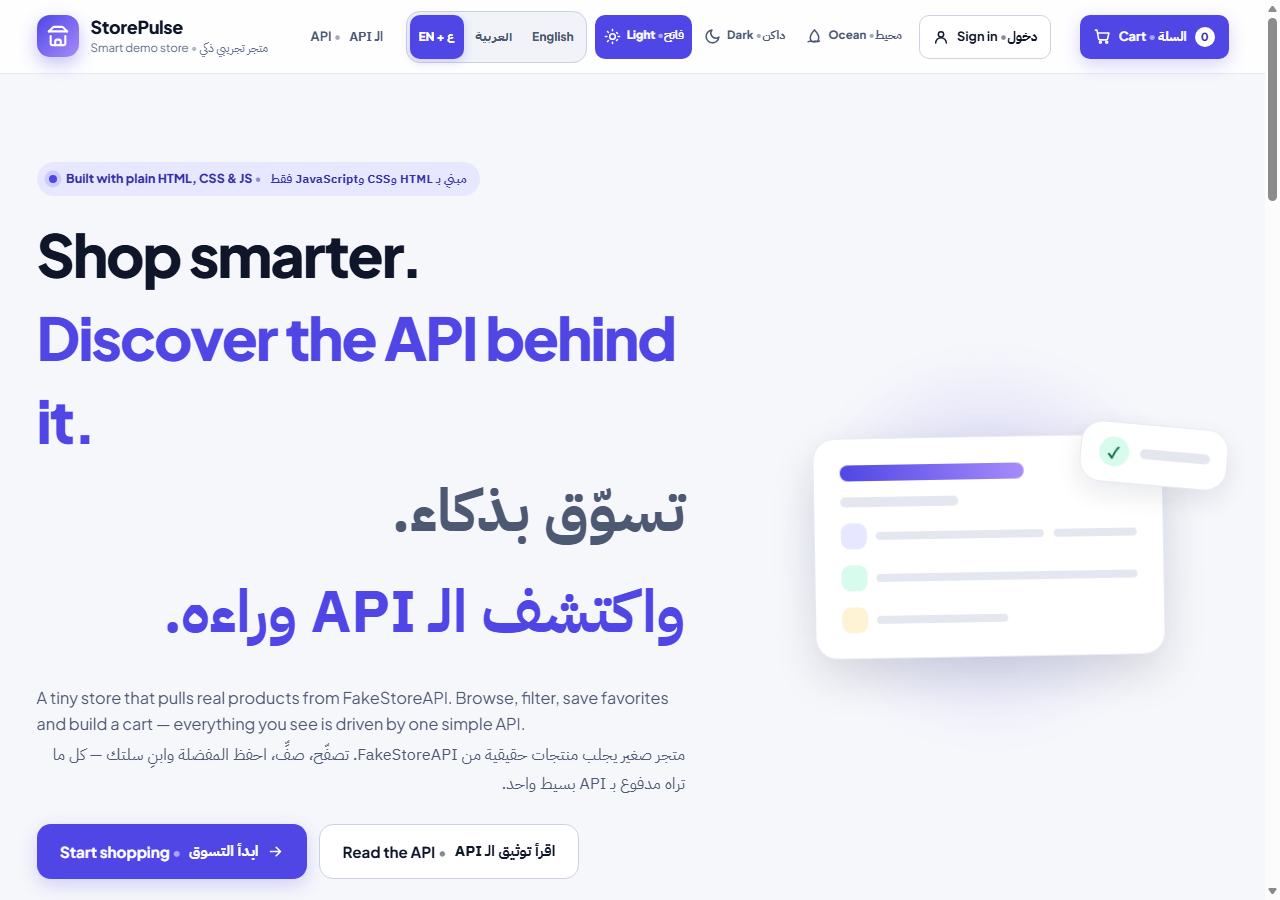 StorePulse
Smart demo store • متجر تجريبي ذكي
API • الـ API
EN + ع
العربية
English
Light • فاتح
Dark • داكن
Ocean • محيط
Sign in • دخول
Cart • السلة 0
Built with plain HTML, CSS & JS • مبني بـ HTML وCSS وJavaScript فقط
Shop smarter.
Discover the API behind
it.
تسوّق بذكاء.
واكتشف الـ API وراءه.
A tiny store that pulls real products from FakeStoreAPI. Browse, filter, save favorites
and build a cart — everything you see is driven by one simple API.
متجر صغير يجلب منتجات حقيقية من FakeStoreAPI. تصفّح، صفِّ، احفظ المفضلة وابنِ سلتك — كل ما
تراه مدفوع بـ API بسيط واحد.
Start shopping • ابدأ التسوق →
Read the API • اقرأ توثيق الـ API